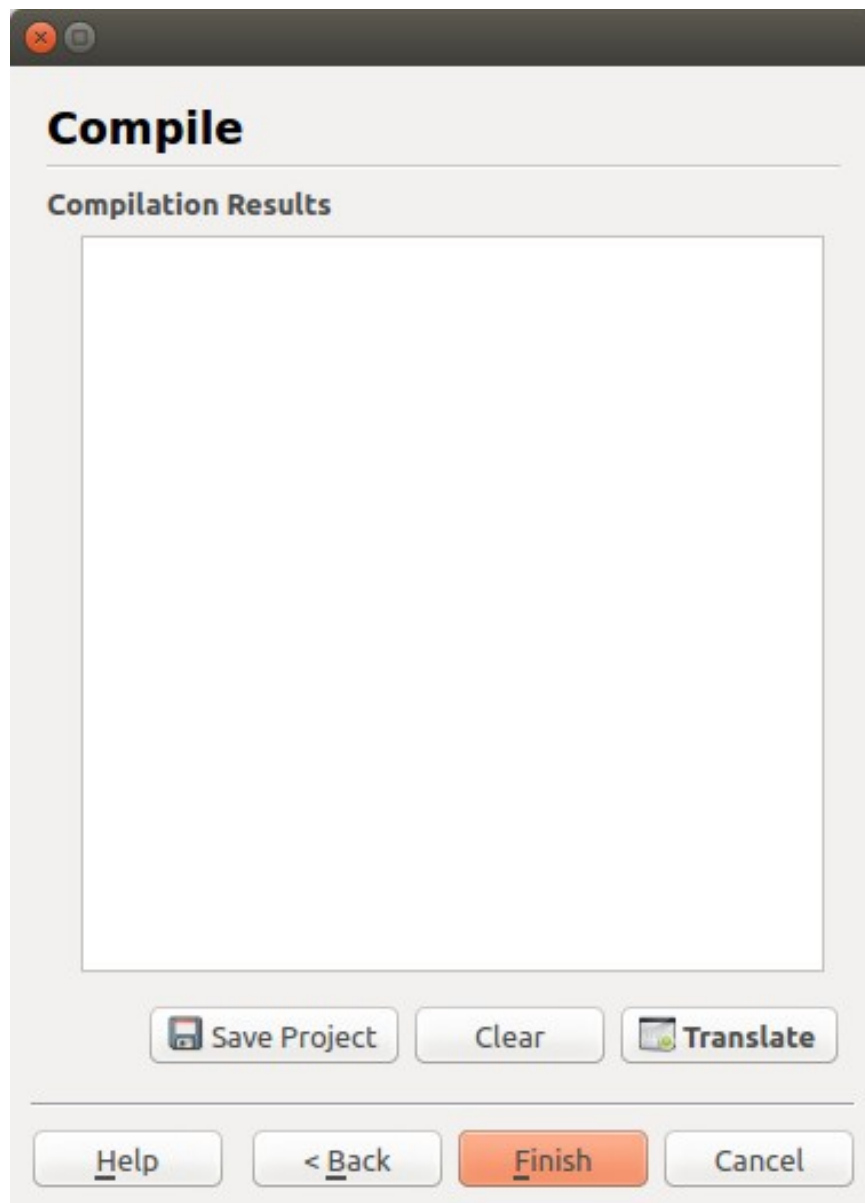 Compile
Compilation Results
Save Project Clear Translate
Help < Back Finish Cancel